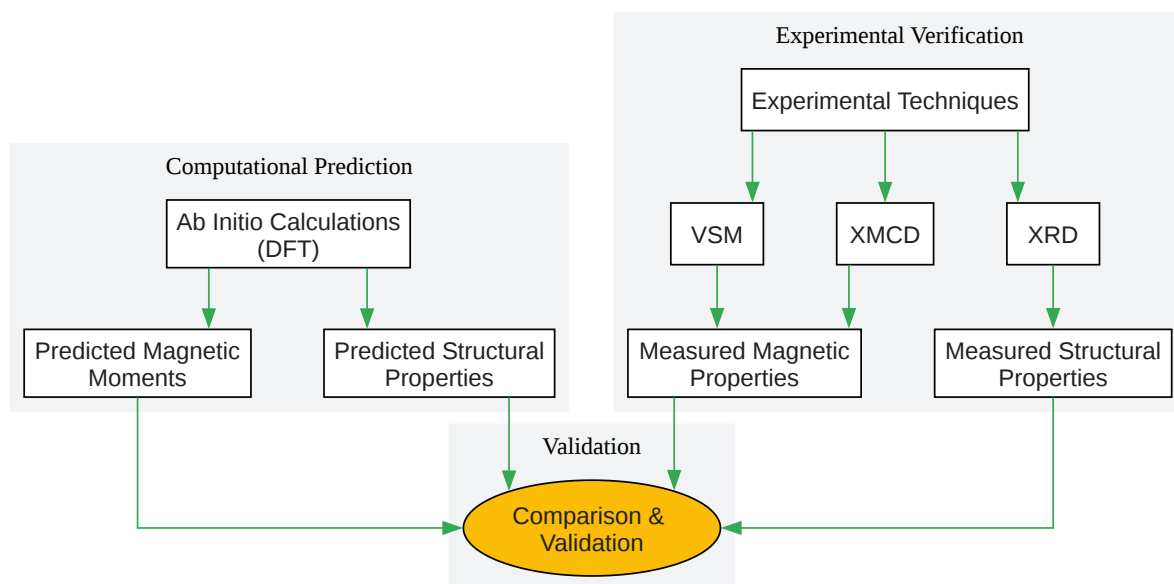 Experimental Verification
Experimental Techniques
Computational Prediction
Ab Initio Calculations
(DFT)
VSM
XMCD
XRD
Predicted Magnetic
Moments
Predicted Structural
Properties
Measured Magnetic
Properties
Measured Structural
Properties
Validation
Comparison &
Validation